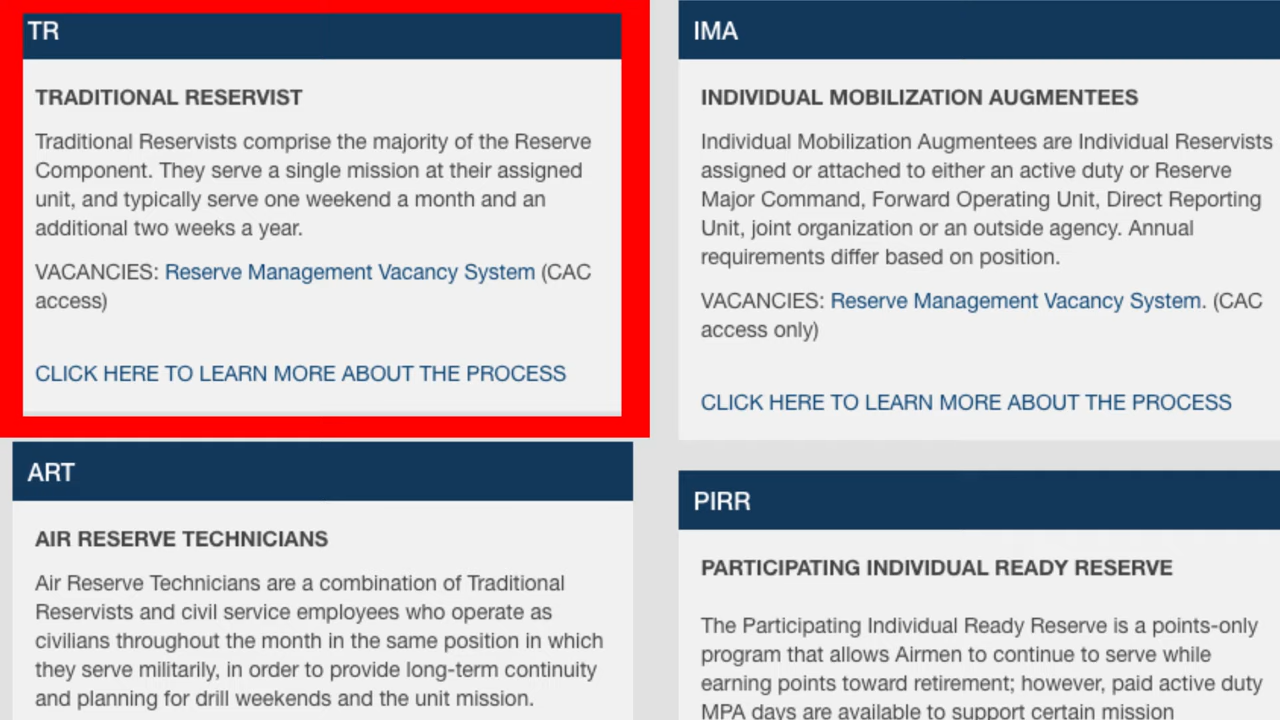 TR
TRADITIONAL RESERVIST
Traditional Reservists comprise the majority of the Reserve
Component. They serve a single mission at their assigned
unit, and typically serve one weekend a month and an
additional two weeks a year.
VACANCIES: Reserve Management Vacancy System (CAC
access)
CLICK HERE TO LEARN MORE ABOUT THE PROCESS
IMA
INDIVIDUAL MOBILIZATION AUGMENTEES
Individual Mobilization Augmentees are Individual Reservists
assigned or attached to either an active duty or Reserve
Major Command, Forward Operating Unit, Direct Reporting
Unit, joint organization or an outside agency. Annual
requirements differ based on position.
VACANCIES: Reserve Management Vacancy System. (CAC
access only)
CLICK HERE TO LEARN MORE ABOUT THE PROCESS
ART
AIR RESERVE TECHNICIANS
Air Reserve Technicians are a combination of Traditional
Reservists and civil service employees who operate as
civilians throughout the month in the same position in which
they serve militarily, in order to provide long-term continuity
and planning for drill weekends and the unit mission.
PIRR
PARTICIPATING INDIVIDUAL READY RESERVE
The Participating Individual Ready Reserve is a points-only
program that allows Airmen to continue to serve while
earning points toward retirement; however, paid active duty
MPA days are available to support certain mission